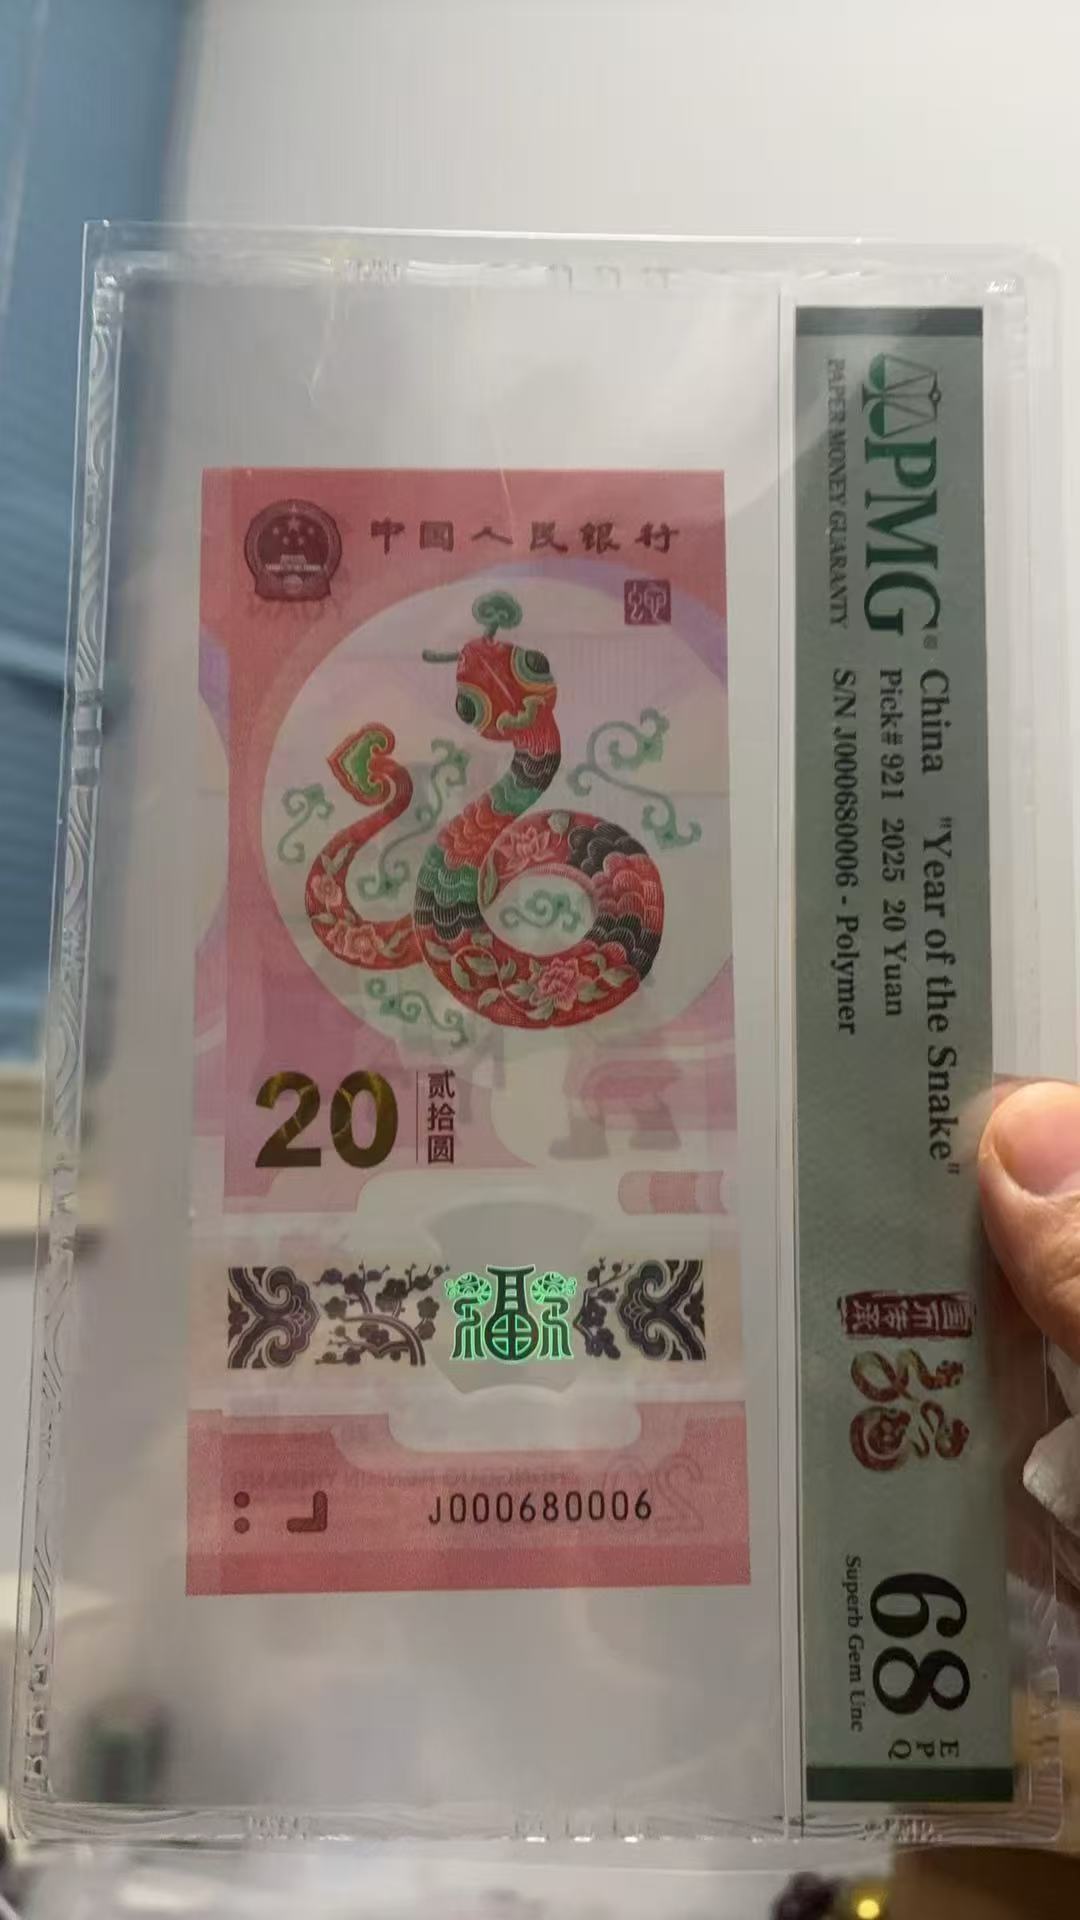 中国人民银行
20
贰拾圆
J000680006
PMG
PAPER MONEY GUARANTY
China "Year of the Snake"
Pick# 921 2025 20 Yuan
S/N J000680006 - Polymer
68
EPQ
Superb Gem Unc